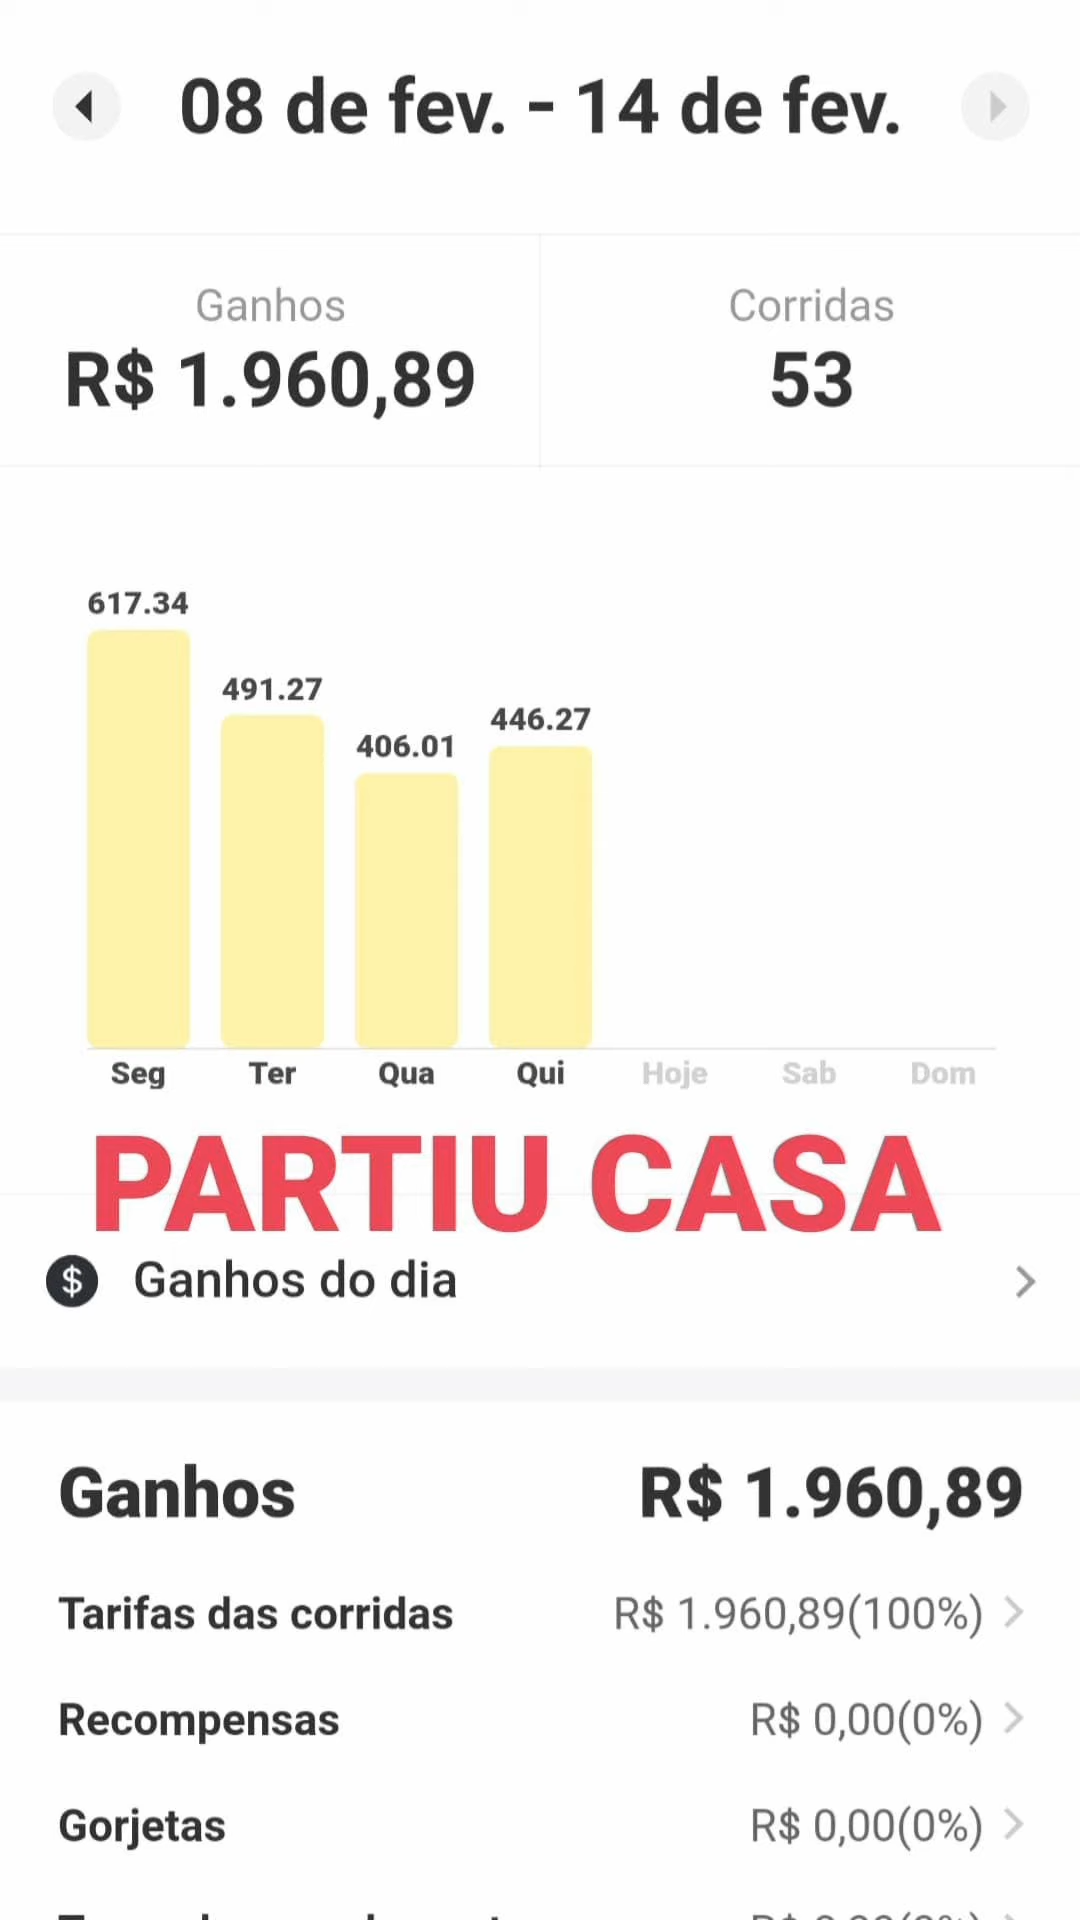 08 de fev. - 14 de fev.
Ganhos
R$ 1.960,89
Corridas
53
617.34
491.27
406.01
446.27
Seg Ter Qua Qui Hoje Sab Dom
PARTIU CASA
$ Ganhos do dia
Ganhos R$ 1.960,89
Tarifas das corridas R$ 1.960,89(100%)
Recompensas R$ 0,00(0%)
Gorjetas R$ 0,00(0%)